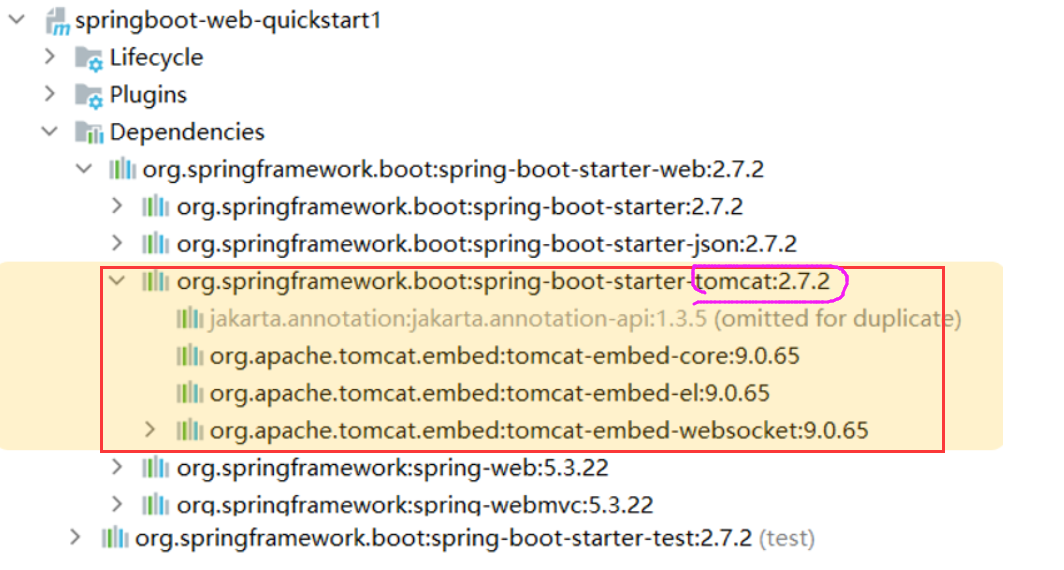 springboot-web-quickstart1
Lifecycle
Plugins
Dependencies
org.springframework.boot:spring-boot-starter-web:2.7.2
org.springframework.boot:spring-boot-starter:2.7.2
org.springframework.boot:spring-boot-starter-json:2.7.2
org.springframework.boot:spring-boot-starter-tomcat:2.7.2
jakarta.annotation:jakarta.annotation-api:1.3.5 (omitted for duplicate)
org.apache.tomcat.embed:tomcat-embed-core:9.0.65
org.apache.tomcat.embed:tomcat-embed-el:9.0.65
org.apache.tomcat.embed:tomcat-embed-websocket:9.0.65
org.springframework:spring-web:5.3.22
org.springframework:spring-webmvc:5.3.22
org.springframework.boot:spring-boot-starter-test:2.7.2 (test)